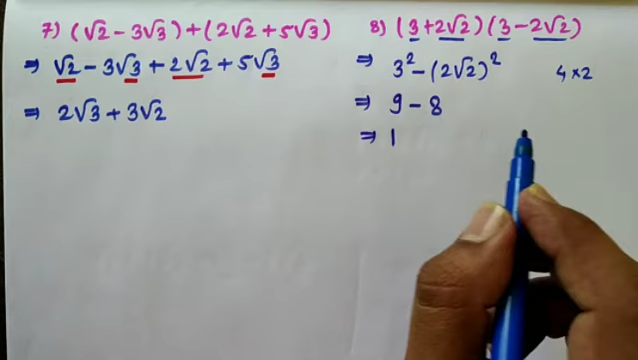 7) (√2 - 3√3) + (2√2 + 5√3)
⇒ √2 - 3√3 + 2√2 + 5√3
⇒ 2√3 + 3√2
8) (3+2√2)(3-2√2)
⇒ 3² - (2√2)²
4×2
⇒ 9 - 8
⇒ 1